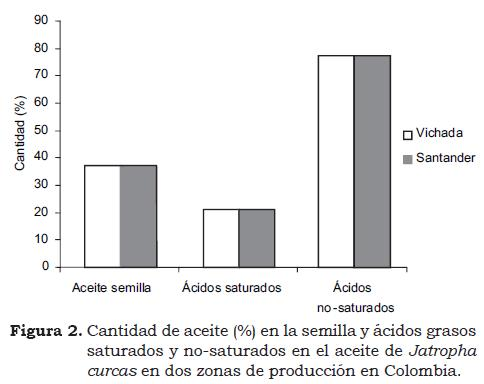 90
80
70
60
50
40
30
20
10
0
Cantidad (%)
Vichada
Santander
Aceite semilla
Ácidos saturados
Ácidos
no-saturados
Figura 2. Cantidad de aceite (%) en la semilla y ácidos grasos
saturados y no-saturados en el aceite de Jatropha
curcas en dos zonas de producción en Colombia.